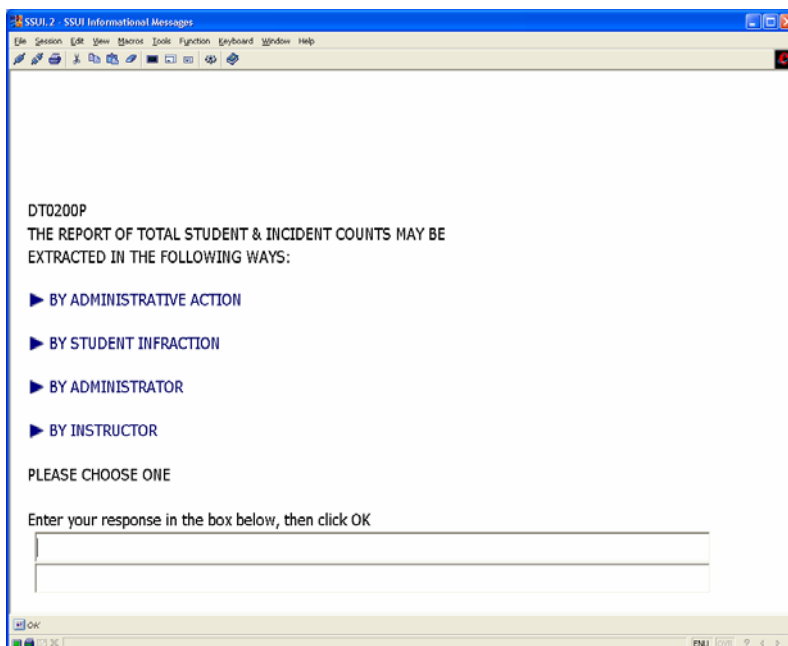 SSUI.2 - SSUI Informational Messages
File Session Edit View Macros Tools Function Keyboard Window Help
DT0200P
THE REPORT OF TOTAL STUDENT & INCIDENT COUNTS MAY BE
EXTRACTED IN THE FOLLOWING WAYS:
BY ADMINISTRATIVE ACTION
BY STUDENT INFRACTION
BY ADMINISTRATOR
BY INSTRUCTOR
PLEASE CHOOSE ONE
Enter your response in the box below, then click OK
OK
ENU OVR ? < >